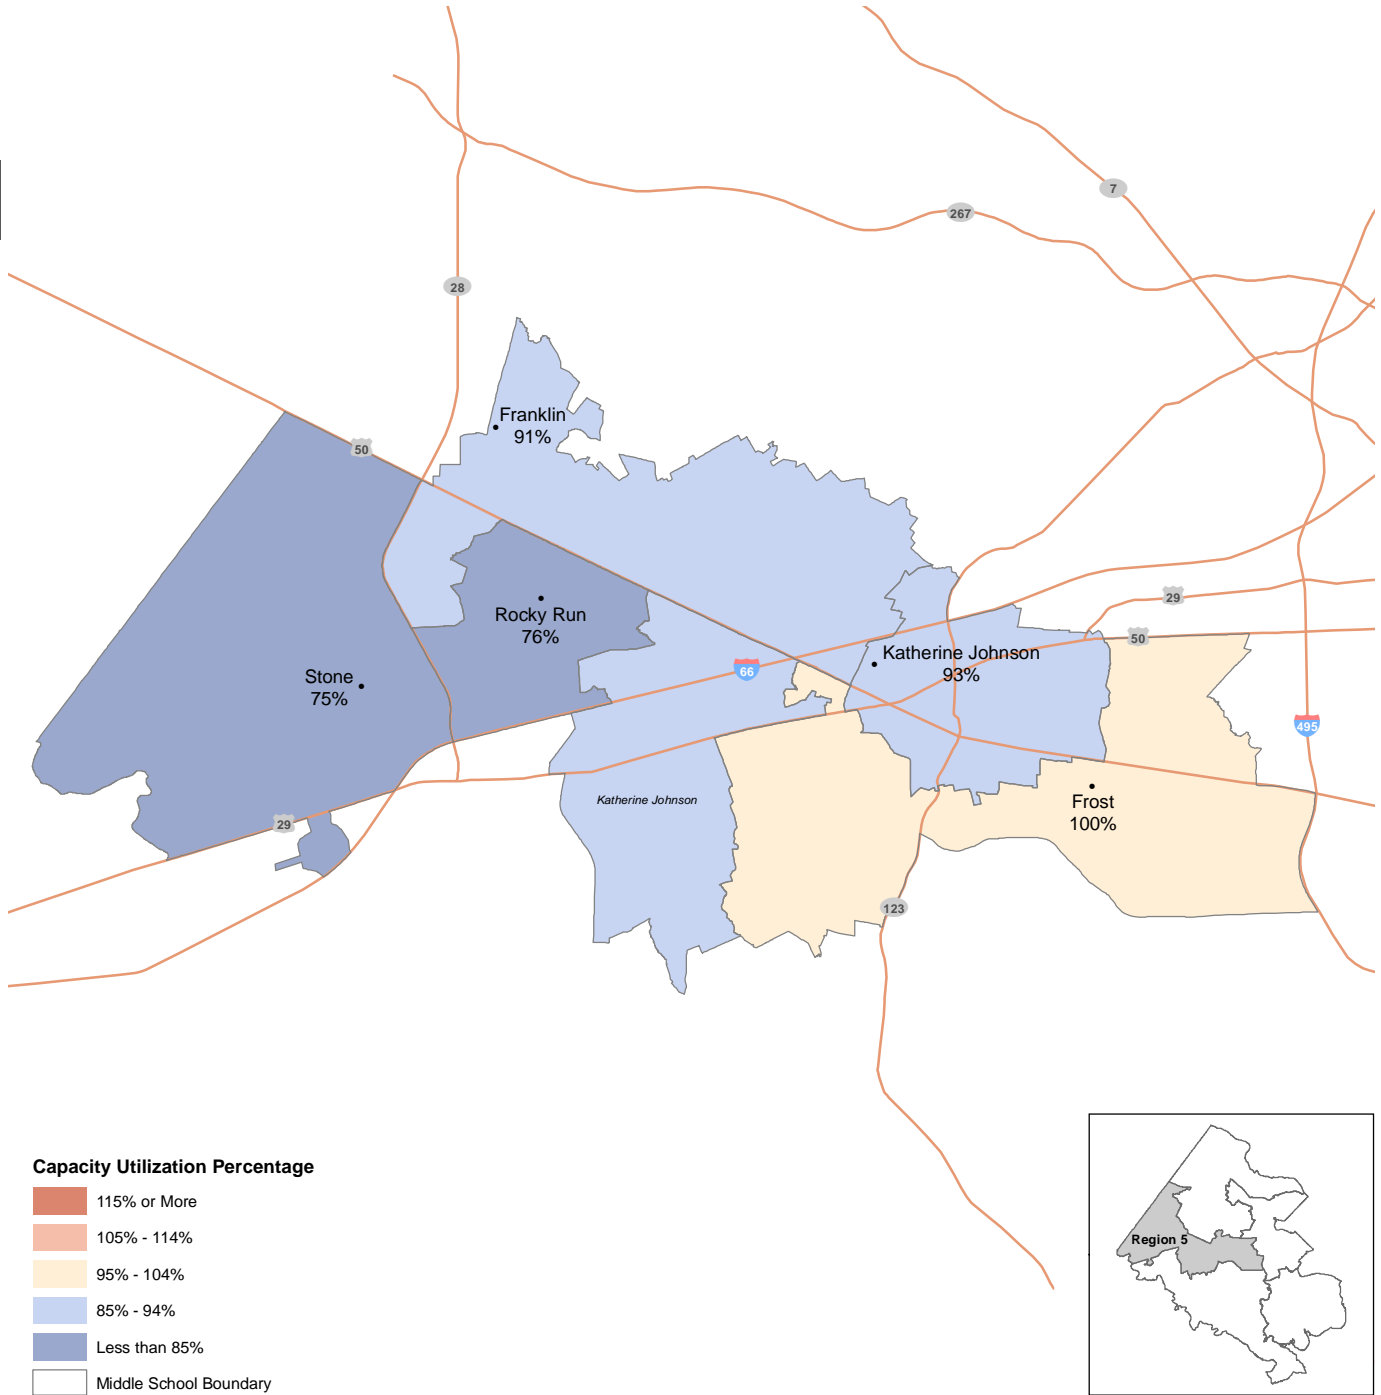 7
267
28
Franklin
91%
50
29
Rocky Run
76%
50
Katherine Johnson
93%
66
Stone
75%
495
Katherine Johnson
Frost
100%
29
123
Capacity Utilization Percentage
115% or More
105% - 114%
95% - 104%
85% - 94%
Less than 85%
Middle School Boundary
Region 5